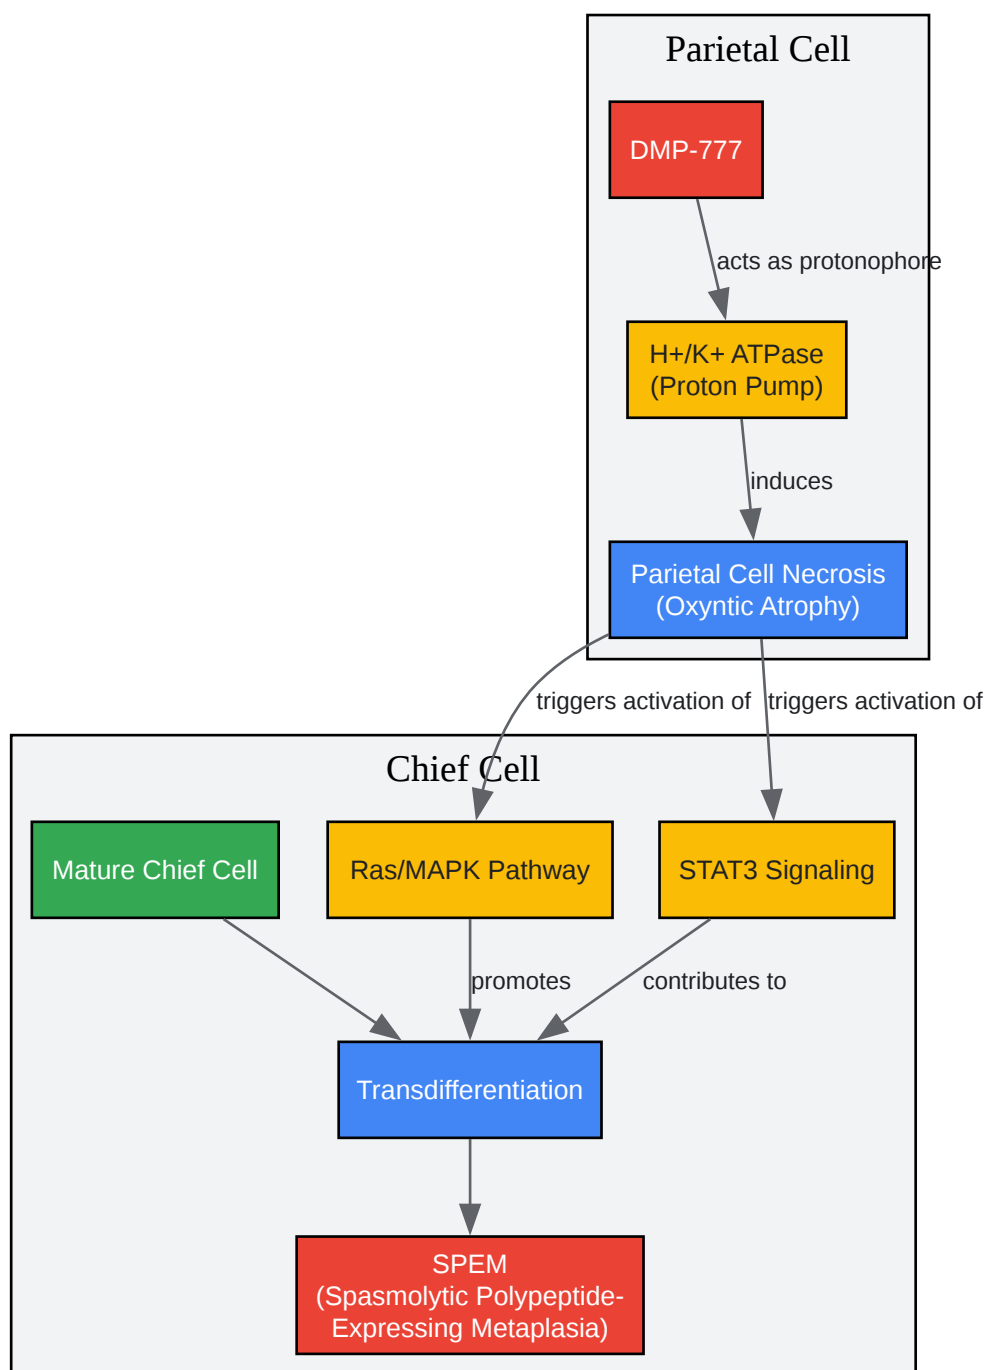 Parietal Cell
DMP-777
acts as protonophore
H+/K+ ATPase
(Proton Pump)
induces
Parietal Cell Necrosis
(Oxyntic Atrophy)
triggers activation of
triggers activation of
Chief Cell
Mature Chief Cell
Ras/MAPK Pathway
STAT3 Signaling
promotes
contributes to
Transdifferentiation
SPEM
(Spasmolytic Polypeptide-
Expressing Metaplasia)